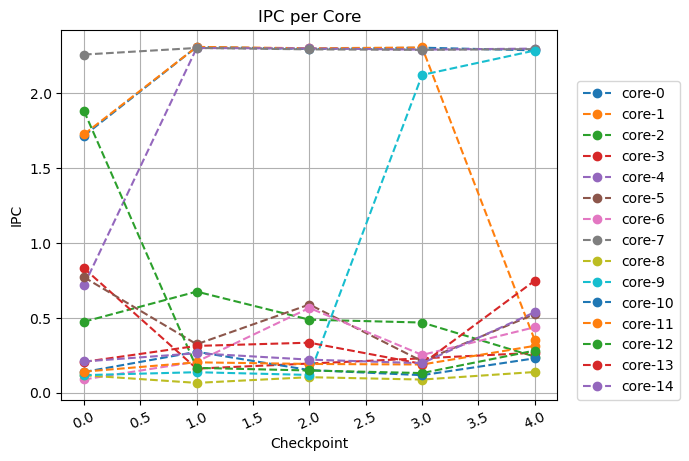 IPC per Core
IPC
2.0
1.5
1.0
0.5
0.0
0.0
0.5
1.0
1.5
2.0
2.5
3.0
3.5
4.0
Checkpoint
core-0
core-1
core-2
core-3
core-4
core-5
core-6
core-7
core-8
core-9
core-10
core-11
core-12
core-13
core-14